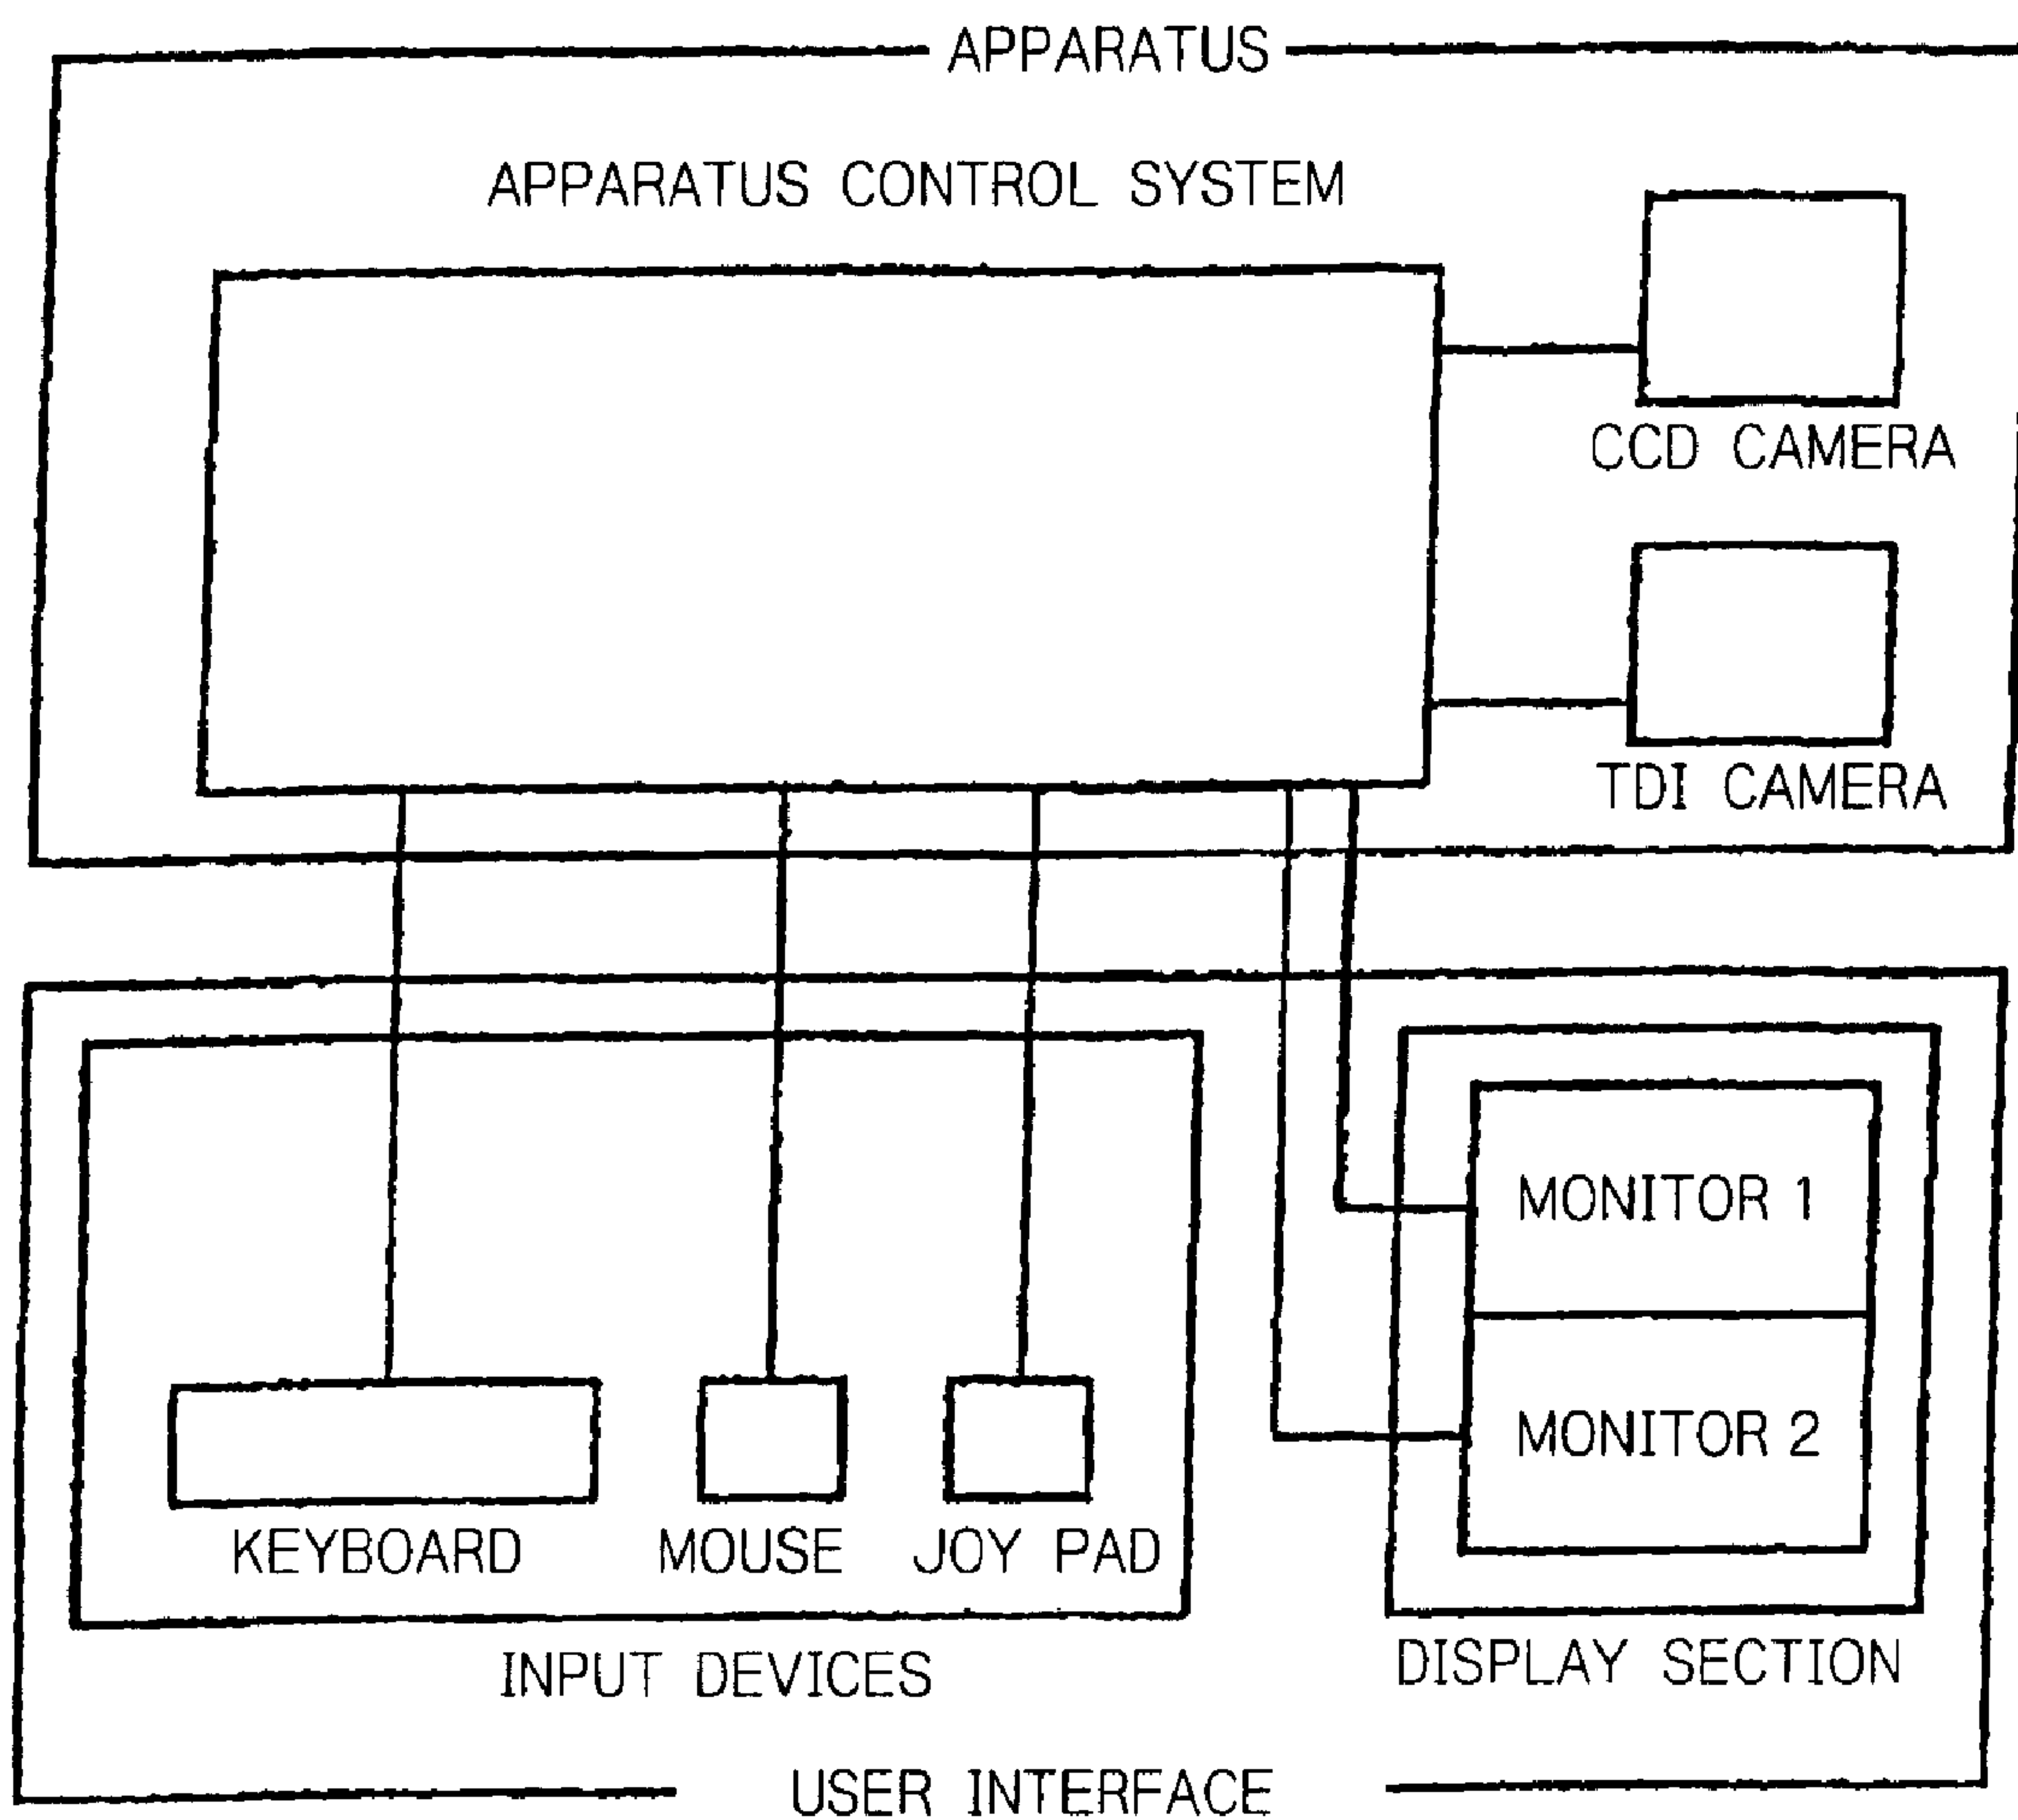 APPARATUS
APPARATUS CONTROL SYSTEM
CCD CAMERA
TDI CAMERA
MONITOR 1
MONITOR 2
KEYBOARD
MOUSE
JOY PAD
INPUT DEVICES
DISPLAY SECTION
USER INTERFACE